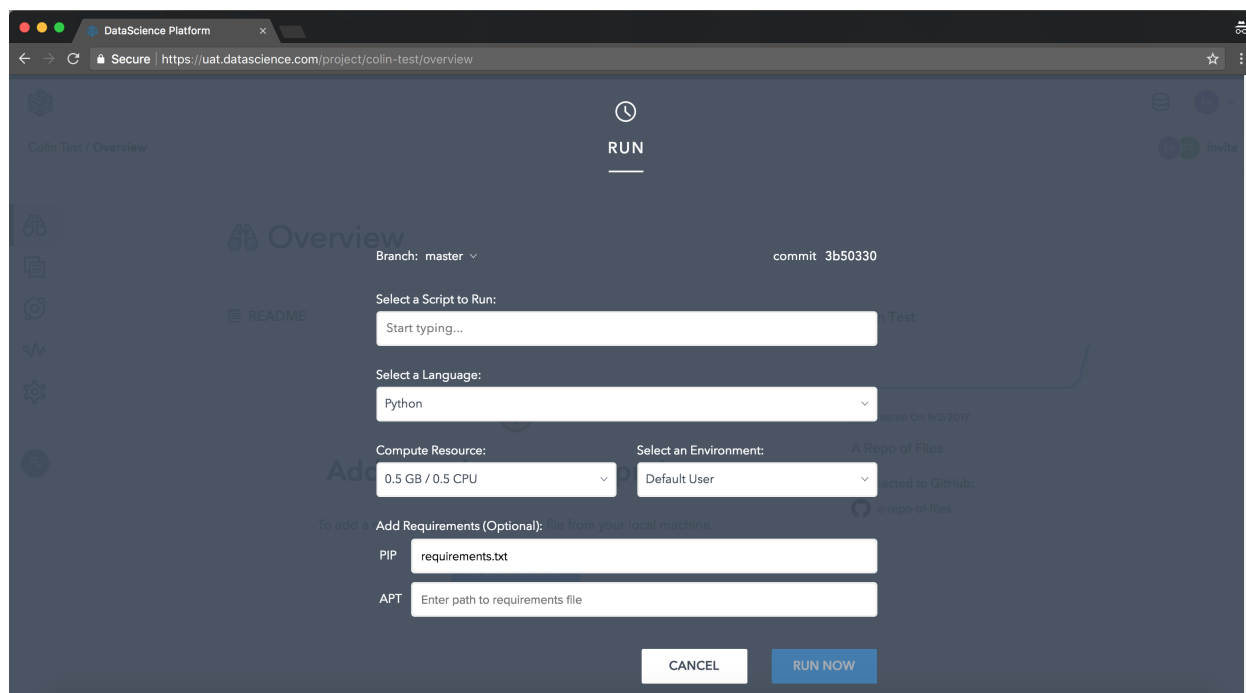 DataScience Platform
Secure https://uat.datascience.com/project/colin-test/overview
RUN
Colin Test / Overview
Invite
Overview
Branch: master
commit 3b50330
Select a Script to Run:
README
Start typing...
Test
Select a Language:
Python
Created On 9/2/2017
Compute Resource:
Select an Environment:
A Repo of Files
0.5 GB / 0.5 CPU
Default User
Connected to GitHub:
a-repo-of-files
To add a
Add Requirements (Optional):
file from your local machine.
PIP
requirements.txt
APT
Enter path to requirements file
CANCEL
RUN NOW